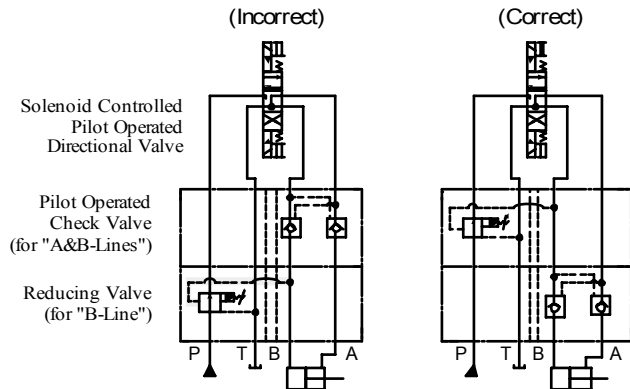 (Incorrect)
(Correct)
Solenoid Controlled
Pilot Operated
Directional Valve
Pilot Operated
Check Valve
(for "A&B-Lines")
Reducing Valve
(for "B-Line")
P T B A
P T B A